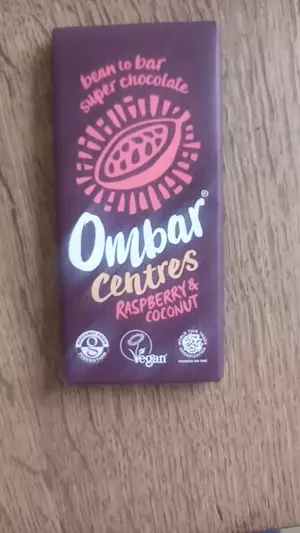 bean to bar
super chocolate
Ombar®
Centres
RASPBERRY &
COCONUT
Vegan